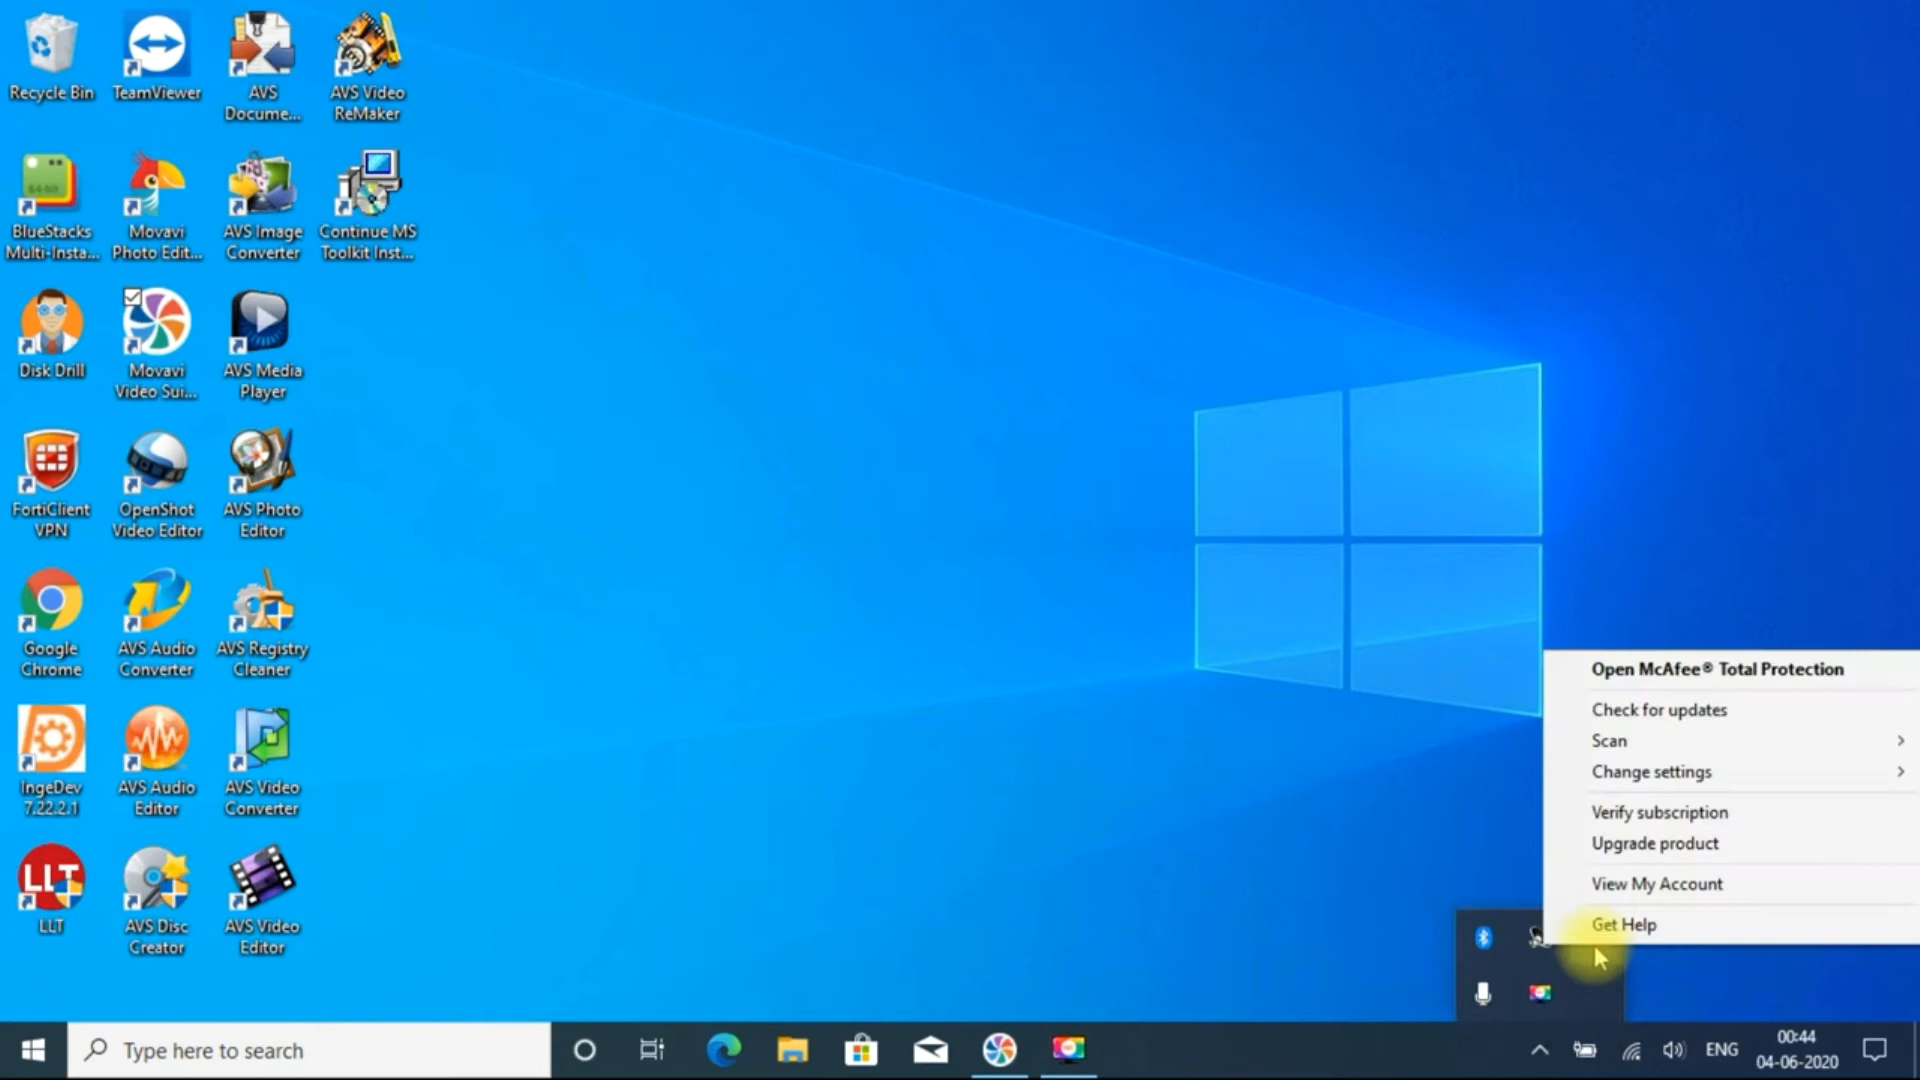 Recycle Bin
TeamViewer
AVS
Docume...
AVS Video
ReMaker
BlueStacks
Multi-Insta...
Movavi
Photo Edit...
AVS Image
Converter
Continue MS
Toolkit Inst...
64-bit
Disk Drill
Movavi
Video Sui...
AVS Media
Player
FortiClient
VPN
OpenShot
Video Editor
AVS Photo
Editor
Google
Chrome
AVS Audio
Converter
AVS Registry
Cleaner
IngeDev
7.22.2.1
AVS Audio
Editor
AVS Video
Converter
LLT
LLT
AVS Disc
Creator
AVS Video
Editor
Open McAfee® Total Protection
Check for updates
Scan
Change settings
Verify subscription
Upgrade product
View My Account
Get Help
Type here to search
ENG
00:44
04-06-2020